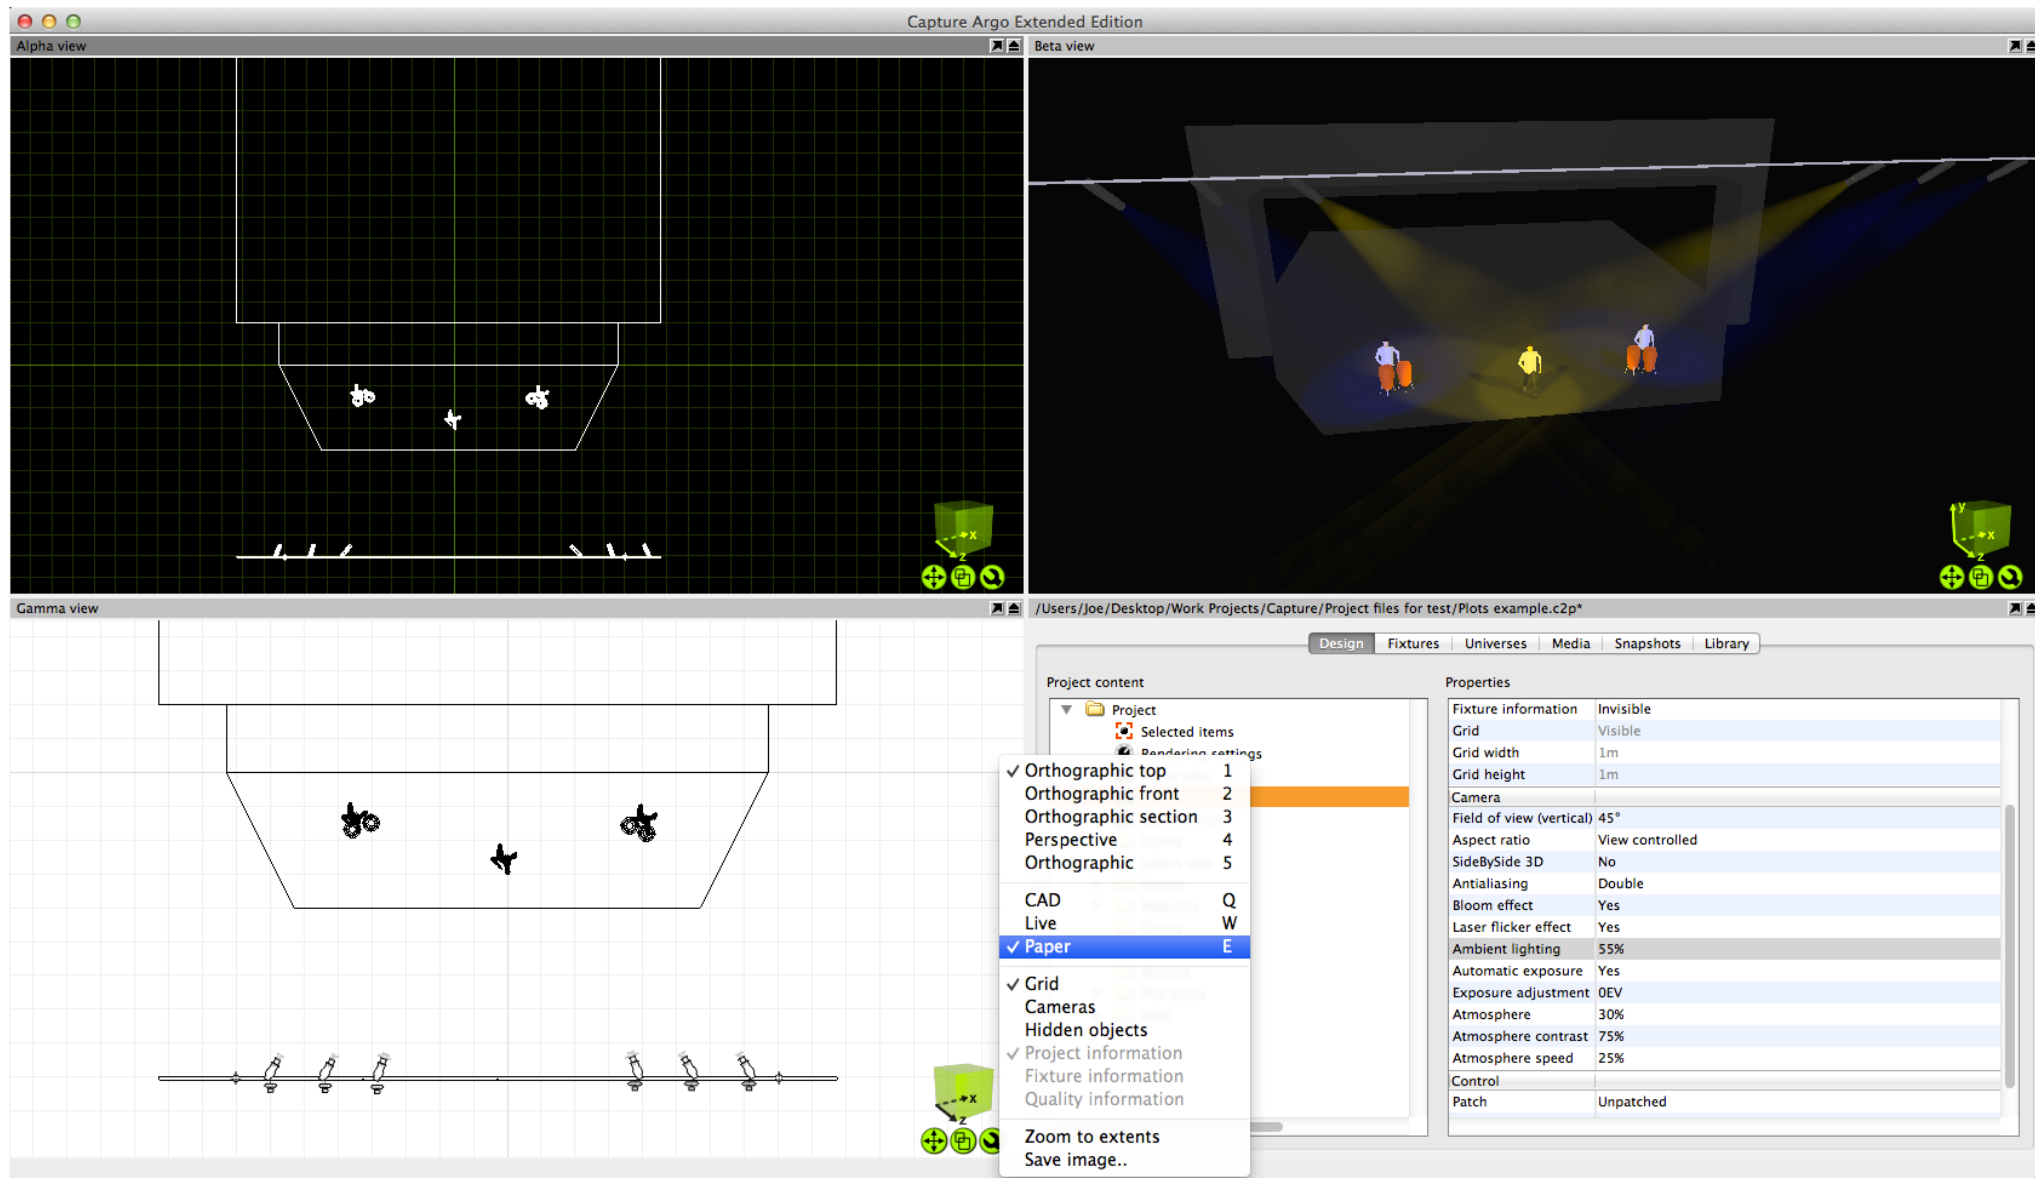 Capture Argo Extended Edition
Alpha view
Beta view
x
z
y
x
z
Gamma view
x
z
/Users/Joe/Desktop/Work Projects/Capture/Project files for test/Plots example.c2p*
Design Fixtures Universes Media Snapshots Library
Project content
Project
Selected items
Rendering settings
Orthographic top 1
Orthographic front 2
Orthographic section 3
Perspective 4
Orthographic 5
CAD Q
Live W
Paper E
Grid
Cameras
Hidden objects
Project information
Fixture information
Quality information
Zoom to extents
Save image..
Properties
Fixture information Invisible
Grid Visible
Grid width 1m
Grid height 1m
Camera
Field of view (vertical) 45°
Aspect ratio View controlled
SideBySide 3D No
Antialiasing Double
Bloom effect Yes
Laser flicker effect Yes
Ambient lighting 55%
Automatic exposure Yes
Exposure adjustment 0EV
Atmosphere 30%
Atmosphere contrast 75%
Atmosphere speed 25%
Control
Patch Unpatched